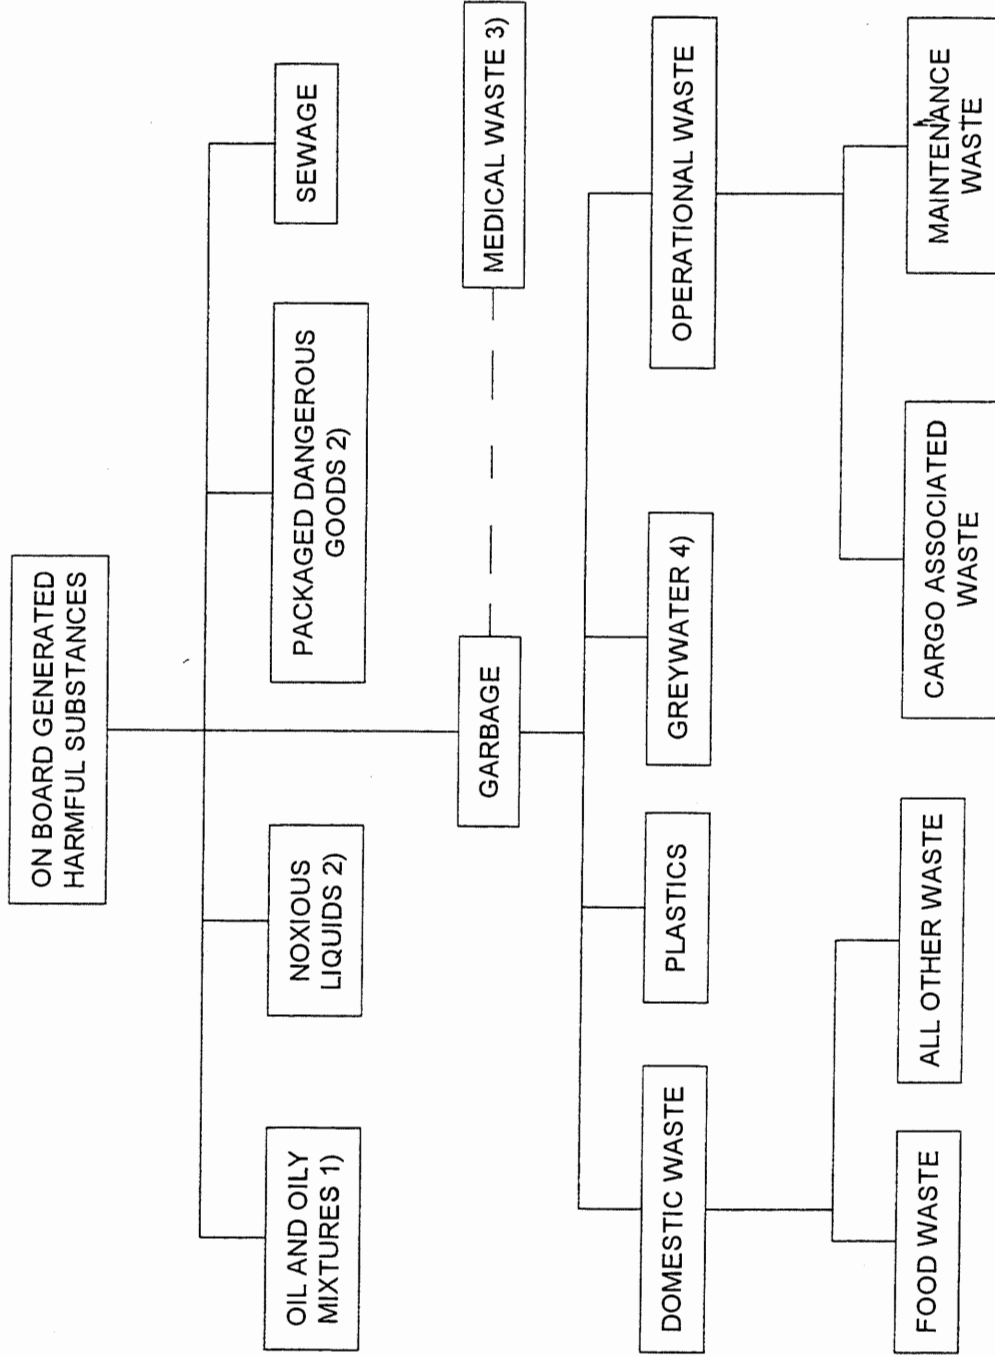 ON BOARD GENERATED
HARMFUL SUBSTANCES
OIL AND OILY
MIXTURES 1)
NOXIOUS
LIQUIDS 2)
PACKAGED DANGEROUS
GOODS 2)
SEWAGE
GARBAGE
MEDICAL WASTE 3)
DOMESTIC WASTE
PLASTICS
GREYWATER 4)
OPERATIONAL WASTE
FOOD WASTE
ALL OTHER WASTE
CARGO ASSOCIATED
WASTE
MAINTENANCE
WASTE